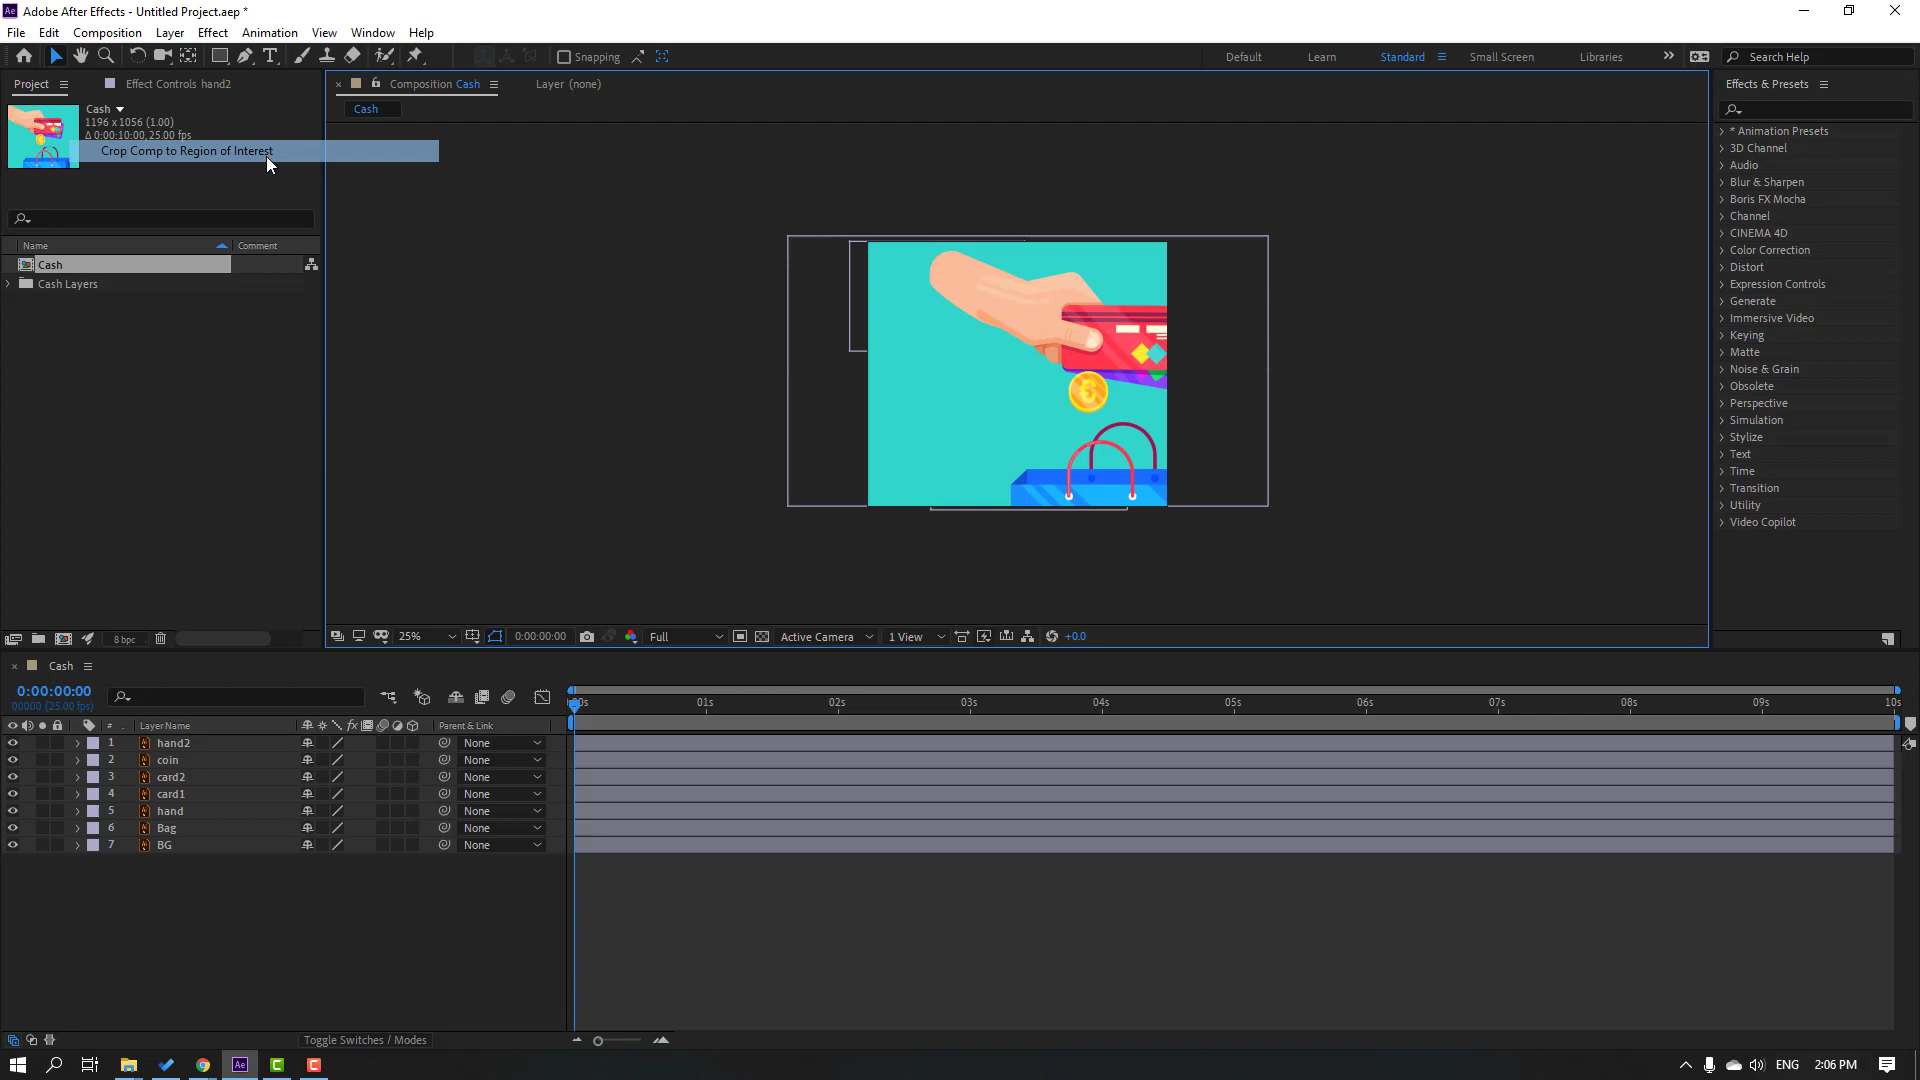 Adobe After Effects - Untitled Project.aep *
File Edit Composition Layer Effect Animation View Window Help
Snapping Default Learn Standard Small Screen Libraries Search Help
Project Effect Controls hand2 Composition Cash Layer (none) Effects & Presets
Cash
1196 x 1056 (1.00)
Δ 0:00:10:00, 25.00 fps
Crop Comp to Region of Interest
Cash
Name Comment
Cash
Cash Layers
* Animation Presets
3D Channel
Audio
Blur & Sharpen
Boris FX Mocha
Channel
CINEMA 4D
Color Correction
Distort
Expression Controls
Generate
Immersive Video
Keying
Matte
Noise & Grain
Obsolete
Perspective
Simulation
Stylize
Text
Time
Transition
Utility
Video Copilot
8 bpc 25% 0:00:00:00 Full Active Camera 1 View +0.0
Cash
0:00:00:00
00000 (25.00 fps)
:00s 01s 02s 03s 04s 05s 06s 07s 08s 09s 10s
# Layer Name fx Parent & Link
1 hand2 None
2 coin None
3 card2 None
4 card1 None
5 hand None
6 Bag None
7 BG None
Toggle Switches / Modes
ENG 2:06 PM